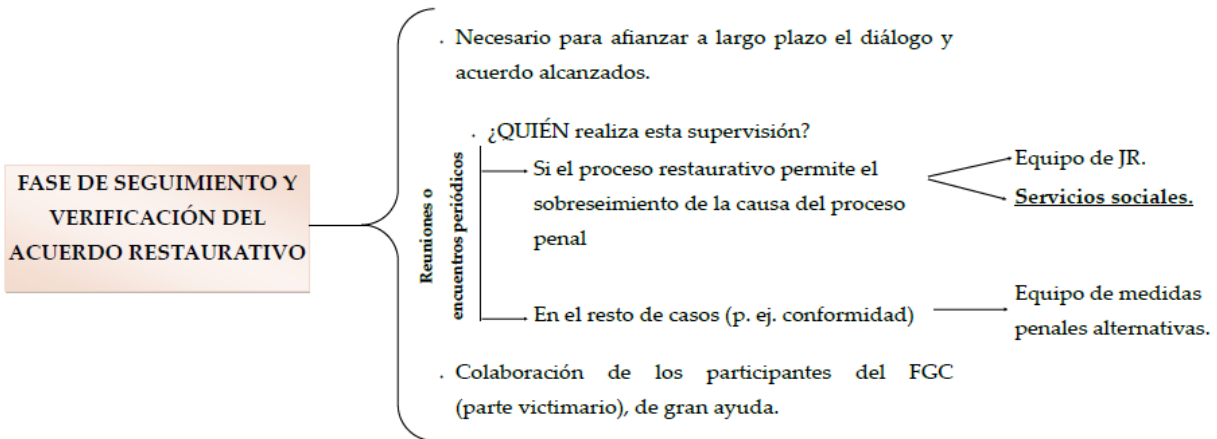 FASE DE SEGUIMIENTO Y
VERIFICACIÓN DEL
ACUERDO RESTAURATIVO
. Necesario para afianzar a largo plazo el diálogo y
acuerdo alcanzados.
Reuniones o
encuentros periódicos
. ¿QUIÉN realiza esta supervisión?
Si el proceso restaurativo permite el
sobreseimiento de la causa del proceso
penal
Equipo de JR.
Servicios sociales.
En el resto de casos (p. ej. conformidad)
Equipo de medidas
penales alternativas.
. Colaboración de los participantes del FGC
(parte victimario), de gran ayuda.